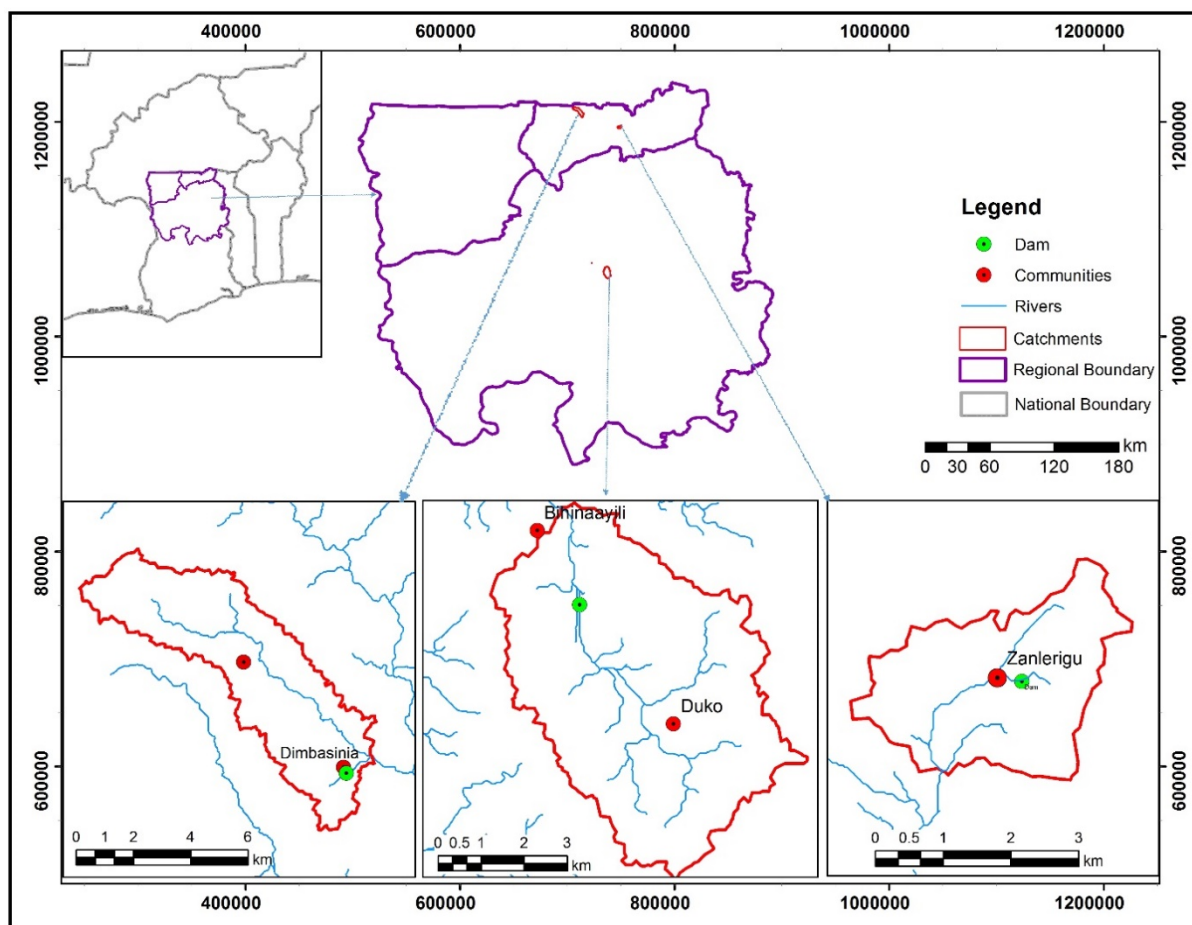 400000 600000 800000 1000000 1200000
1200000 1200000
1000000 1000000
800000 800000
600000 600000
Legend
Dam
Communities
Rivers
Catchments
Regional Boundary
National Boundary
km
0 30 60 120 180
Dimbasinia
0 1 2 4 6
km
Bihinaayili
Duko
0 0.5 1 2 3
km
Zanlerigu
Dam
0 0.5 1 2 3
km
400000 600000 800000 1000000 1200000